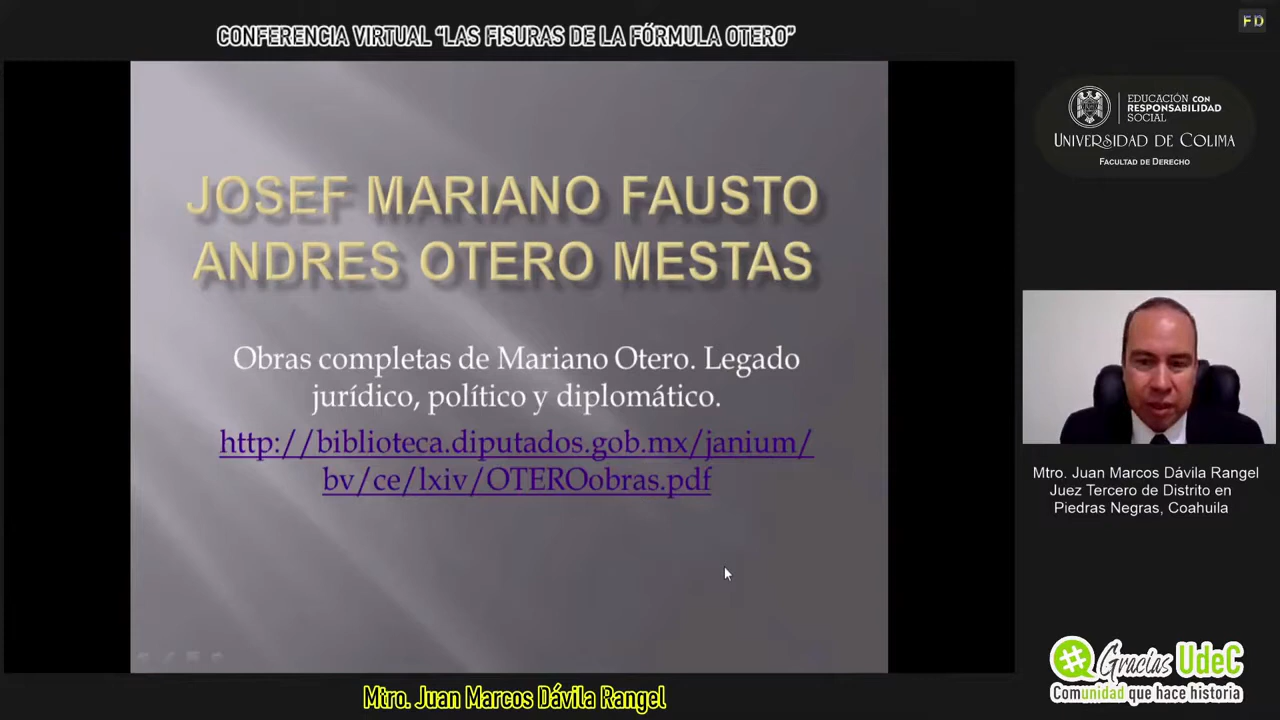 CONFERENCIA VIRTUAL “LAS FISURAS DE LA FÓRMULA OTERO”
FD
JOSEF MARIANO FAUSTO
ANDRES OTERO MESTAS
Obras completas de Mariano Otero. Legado
jurídico, político y diplomático.
http://biblioteca.diputados.gob.mx/janium/
bv/ce/lxiv/OTEROobras.pdf
EDUCACIÓN CON
RESPONSABILIDAD
SOCIAL
UNIVERSIDAD DE COLIMA
FACULTAD DE DERECHO
Mtro. Juan Marcos Dávila Rangel
Juez Tercero de Distrito en
Piedras Negras, Coahuila
# Gracias UdeC
Comunidad que hace historia
Mtro. Juan Marcos Dávila Rangel